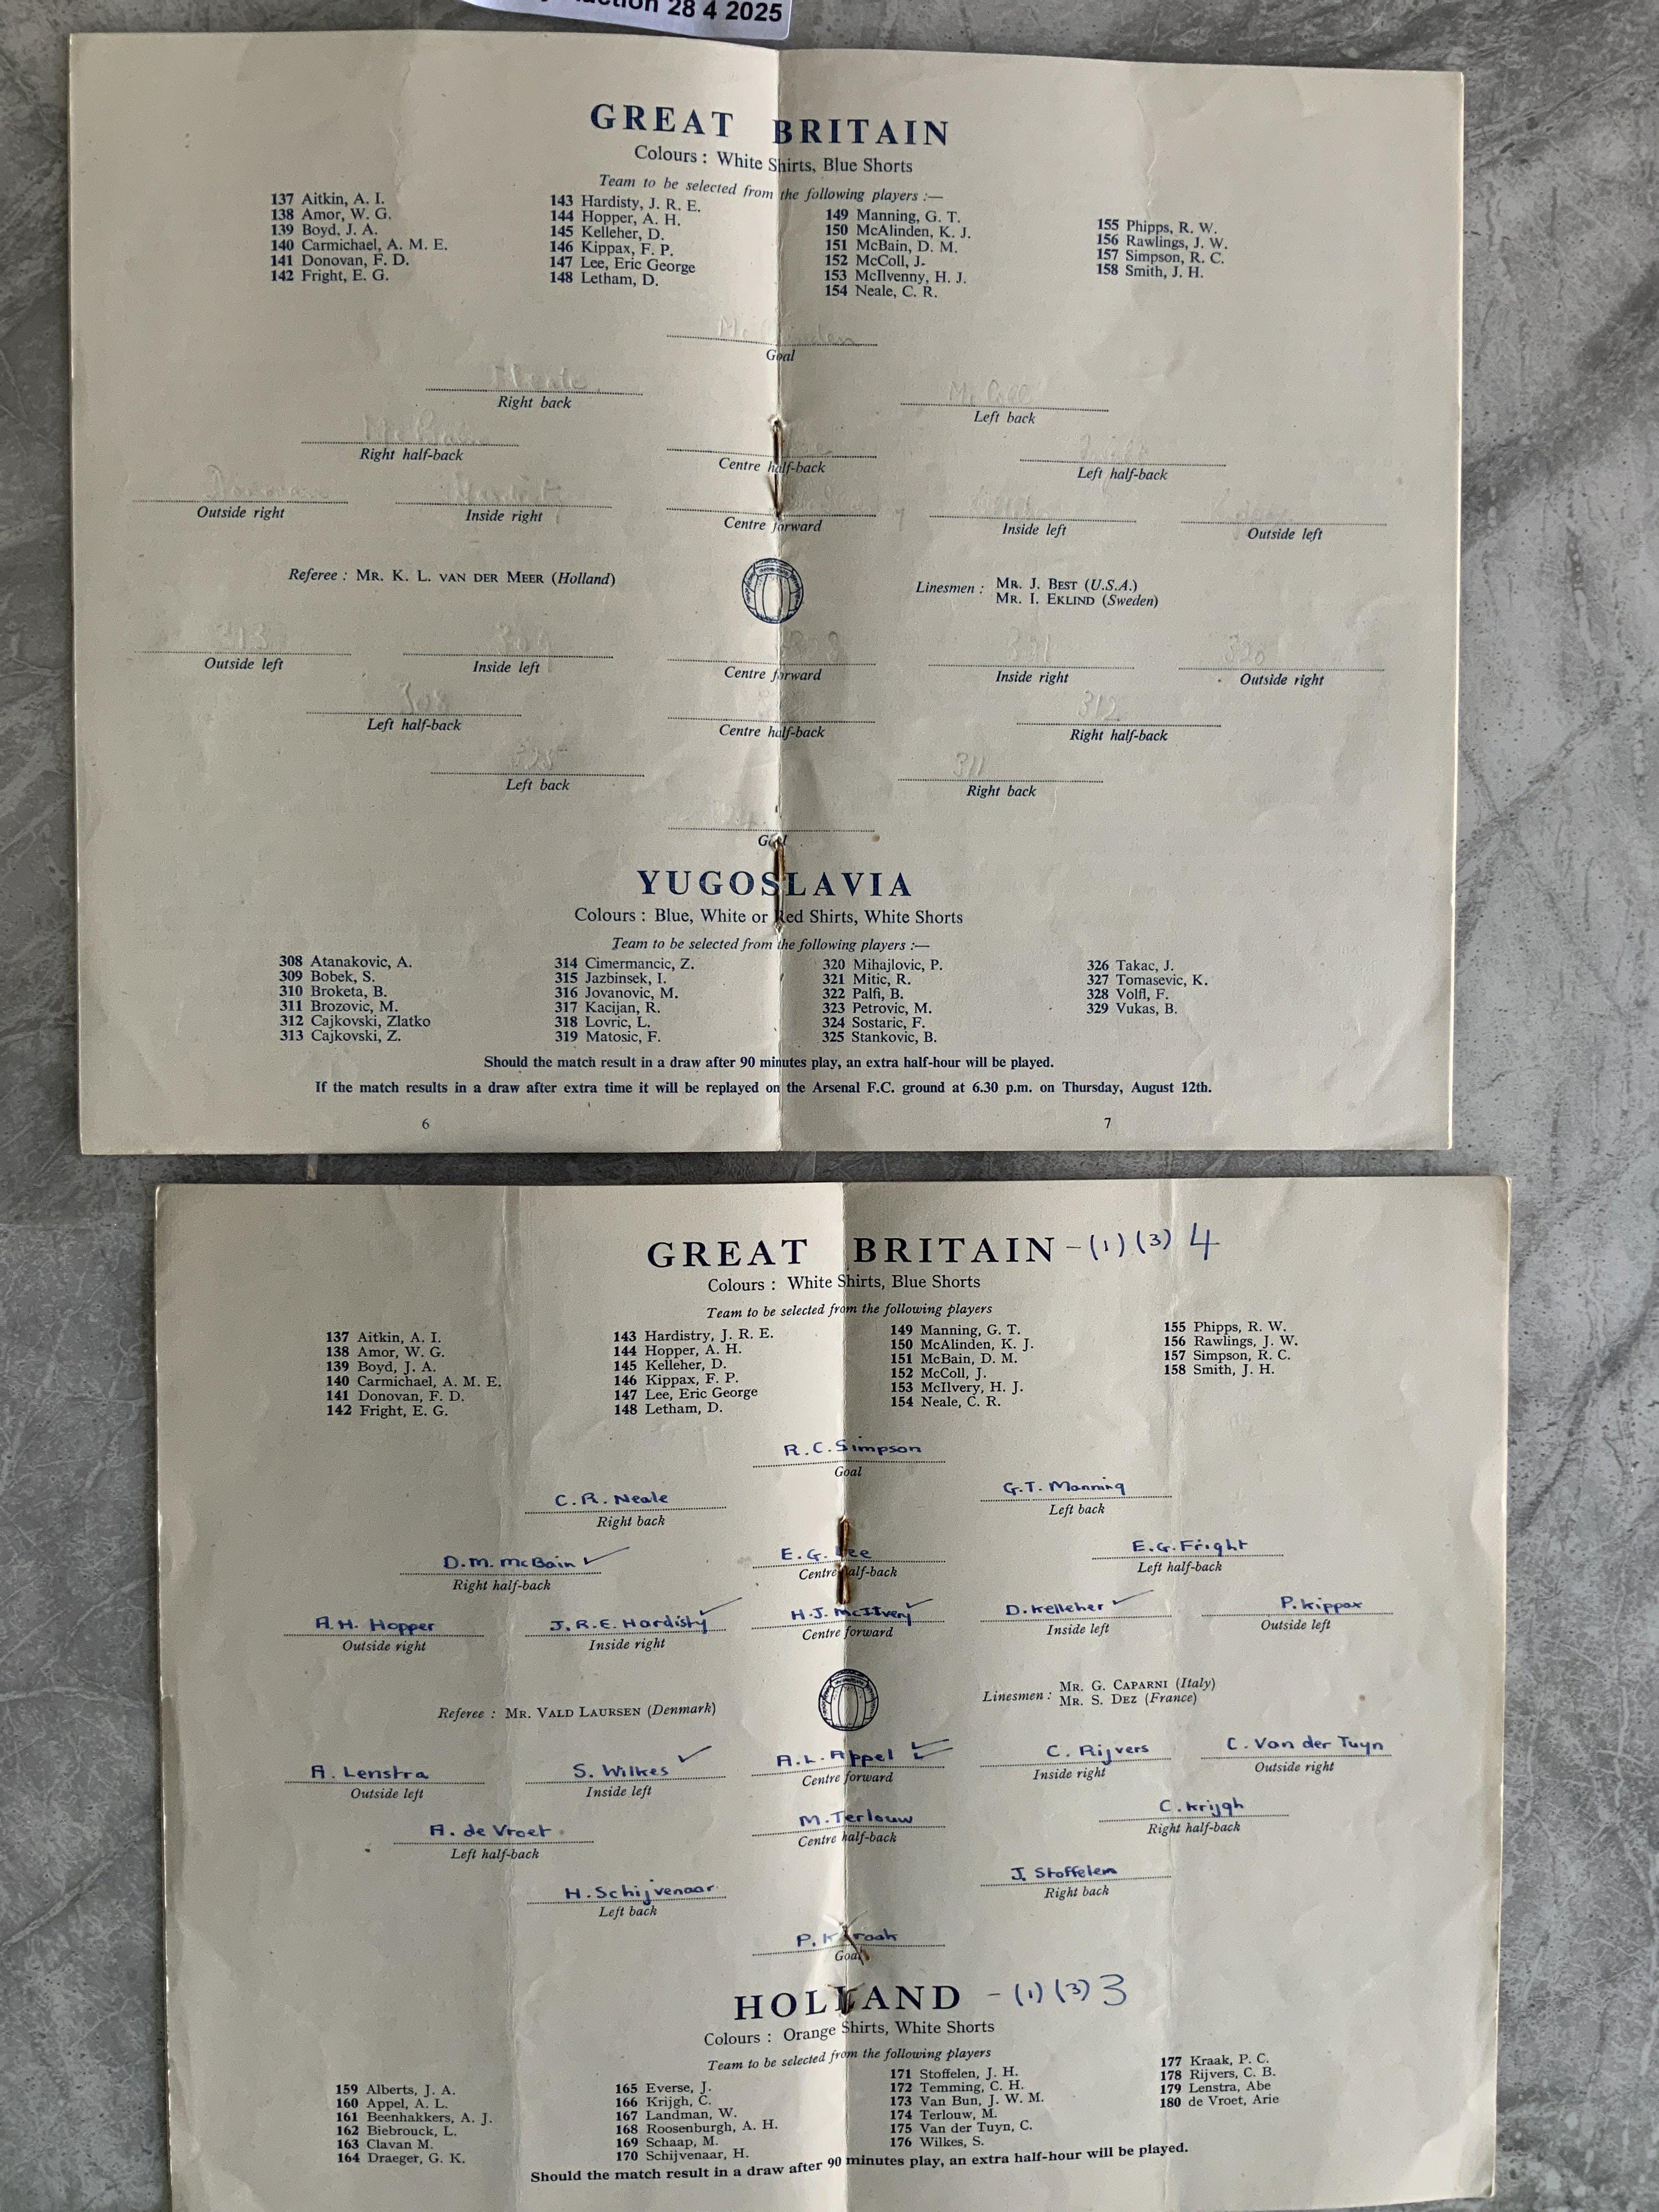 uction 28 4 2025
GREAT BRITAIN
Colours : White Shirts, Blue Shorts
Team to be selected from the following players :—
137 Aitkin, A. I.
138 Amor, W. G.
139 Boyd, J. A.
140 Carmichael, A. M. E.
141 Donovan, F. D.
142 Fright, E. G.
143 Hardisty, J. R. E.
144 Hopper, A. H.
145 Kelleher, D.
146 Kippax, F. P.
147 Lee, Eric George
148 Letham, D.
149 Manning, G. T.
150 McAlinden, K. J.
151 McBain, D. M.
152 McColl, J.
153 McIlvenny, H. J.
154 Neale, C. R.
155 Phipps, R. W.
156 Rawlings, J. W.
157 Simpson, R. C.
158 Smith, J. H.
Goal
Right back
Left back
Right half-back
Centre half-back
Left half-back
Donovan
Outside right
Inside right
Centre forward
Inside left
Outside left
Referee : MR. K. L. VAN DER MEER (Holland)
Linesmen : MR. J. BEST (U.S.A.)
MR. I. EKLIND (Sweden)
313
321
320
Outside left
Inside left
Centre forward
Inside right
Outside right
312
Left half-back
Centre half-back
Right half-back
311
Left back
Right back
Goal
YUGOSLAVIA
Colours : Blue, White or Red Shirts, White Shorts
Team to be selected from the following players :—
308 Atanakovic, A.
309 Bobek, S.
310 Broketa, B.
311 Brozovic, M.
312 Cajkovski, Zlatko
313 Cajkovski, Z.
314 Cimermancic, Z.
315 Jazbinsek, I.
316 Jovanovic, M.
317 Kacijan, R.
318 Lovric, L.
319 Matosic, F.
320 Mihajlovic, P.
321 Mitic, R.
322 Palfi, B.
323 Petrovic, M.
324 Sostaric, F.
325 Stankovic, B.
326 Takac, J.
327 Tomasevic, K.
328 Volfl, F.
329 Vukas, B.
Should the match result in a draw after 90 minutes play, an extra half-hour will be played.
If the match results in a draw after extra time it will be replayed on the Arsenal F.C. ground at 6.30 p.m. on Thursday, August 12th.
6
7
GREAT BRITAIN - (1) (3) 4
Colours : White Shirts, Blue Shorts
Team to be selected from the following players
137 Aitkin, A. I.
138 Amor, W. G.
139 Boyd, J. A.
140 Carmichael, A. M. E.
141 Donovan, F. D.
142 Fright, E. G.
143 Hardistry, J. R. E.
144 Hopper, A. H.
145 Kelleher, D.
146 Kippax, F. P.
147 Lee, Eric George
148 Letham, D.
149 Manning, G. T.
150 McAlinden, K. J.
151 McBain, D. M.
152 McColl, J.
153 McIlvery, H. J.
154 Neale, C. R.
155 Phipps, R. W.
156 Rawlings, J. W.
157 Simpson, R. C.
158 Smith, J. H.
R. C. Simpson
Goal
C. R. Neale
Right back
G.T. Manning
Left back
D.M. McBain ✓
Right half-back
E. G. Lee
Centre half-back
E.G. Fright
Left half-back
A.H. Hopper
Outside right
J.R.E. Hardisty ✓
Inside right
H.J. McIlvery ✓
Centre forward
D. Kelleher ✓
Inside left
P. Kippax
Outside left
Referee : MR. VALD LAURSEN (Denmark)
Linesmen : MR. G. CAPARNI (Italy)
MR. S. DEZ (France)
A. Lenstra
Outside left
S. Wilkes ✓
Inside left
A. L. Appel ✓✓
Centre forward
C. Rijvers
Inside right
C. Van der Tuyn
Outside right
A. de Vroet
Left half-back
M. Terlouw
Centre half-back
C. Krijgh
Right half-back
H. Schijvenaar
Left back
J. Stoffelen
Right back
P. Kraak
Goal
HOLLAND - (1) (3) 3
Colours : Orange Shirts, White Shorts
Team to be selected from the following players
159 Alberts, J. A.
160 Appel, A. L.
161 Beenhakkers, A. J.
162 Biebrouck, L.
163 Clavan M.
164 Draeger, G. K.
165 Everse, J.
166 Krijgh, C.
167 Landman, W.
168 Roosenburgh, A. H.
169 Schaap, M.
170 Schijvenaar, H.
171 Stoffelen, J. H.
172 Temming, C. H.
173 Van Bun, J. W. M.
174 Terlouw, M.
175 Van der Tuyn, C.
176 Wilkes, S.
177 Kraak, P. C.
178 Rijvers, C. B.
179 Lenstra, Abe
180 de Vroet, Arie
Should the match result in a draw after 90 minutes play, an extra half-hour will be played.